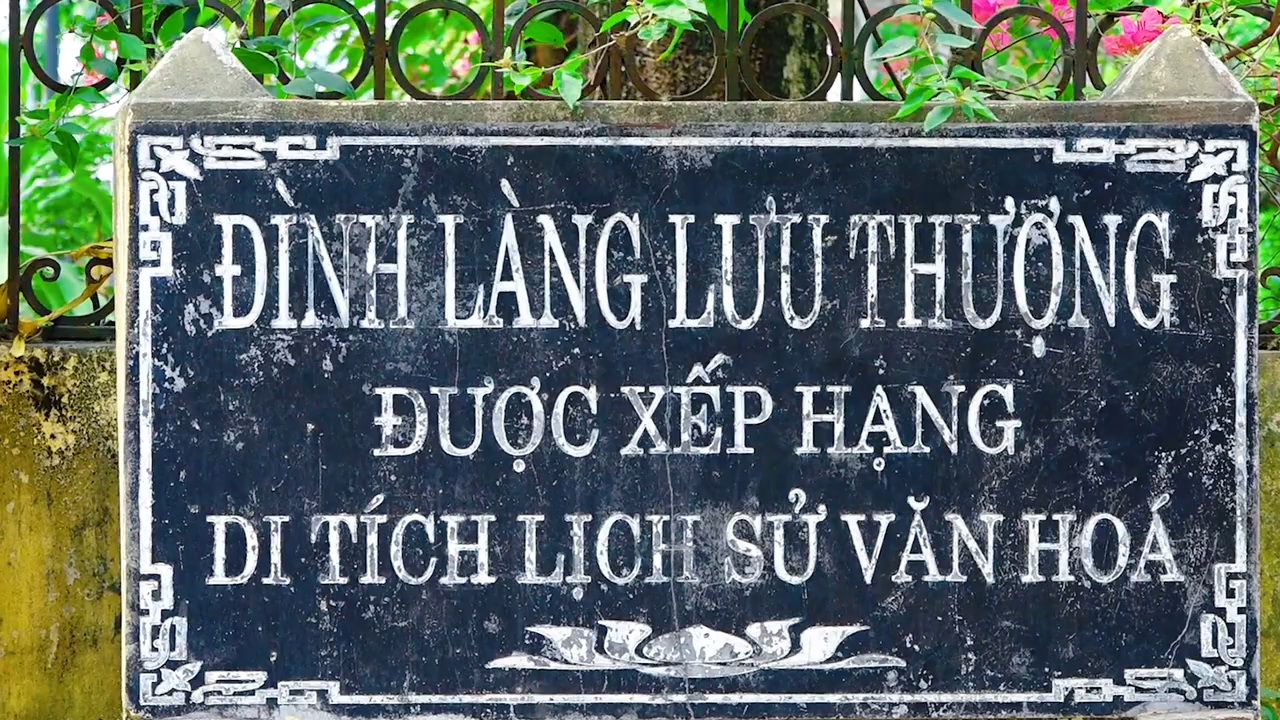 ĐÌNH LÀNG LƯU THƯỢNG
ĐƯỢC XẾP HẠNG
DI TÍCH LỊCH SỬ VĂN HOÁ